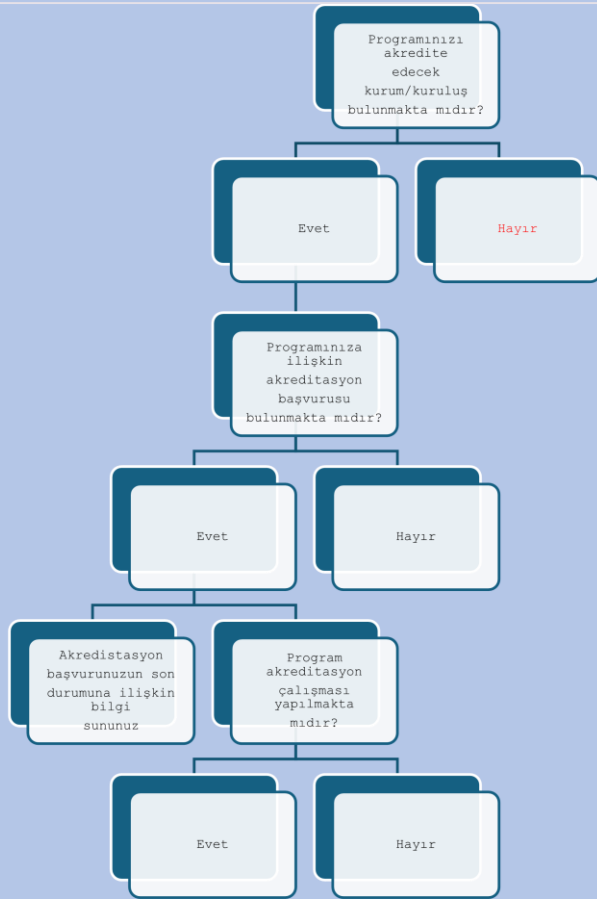 Programınızı
akredite
edecek
kurum/kuruluş
bulunmakta mıdır?
Evet
Hayır
Programınıza
ilişkin
akreditasyon
başvurusu
bulunmakta mıdır?
Evet
Hayır
Akredistasyon
başvurunuzun son
durumuna ilişkin
bilgi
sununuz
Program
akreditasyon
çalışması
yapılmakta
mıdır?
Evet
Hayır